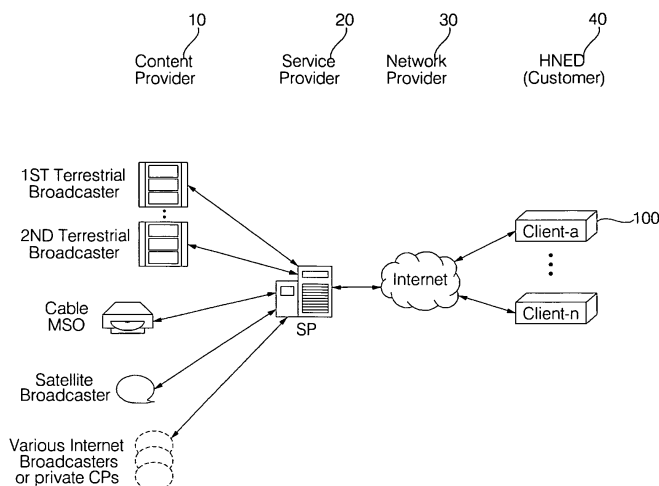 10
20
30
40
Content
Provider
Service
Provider
Network
Provider
HNED
(Customer)
1ST Terrestrial
Broadcaster
2ND Terrestrial
Broadcaster
Cable
MSO
Satellite
Broadcaster
Various Internet
Broadcasters
or private CPs
SP
Internet
Client-a
100
Client-n